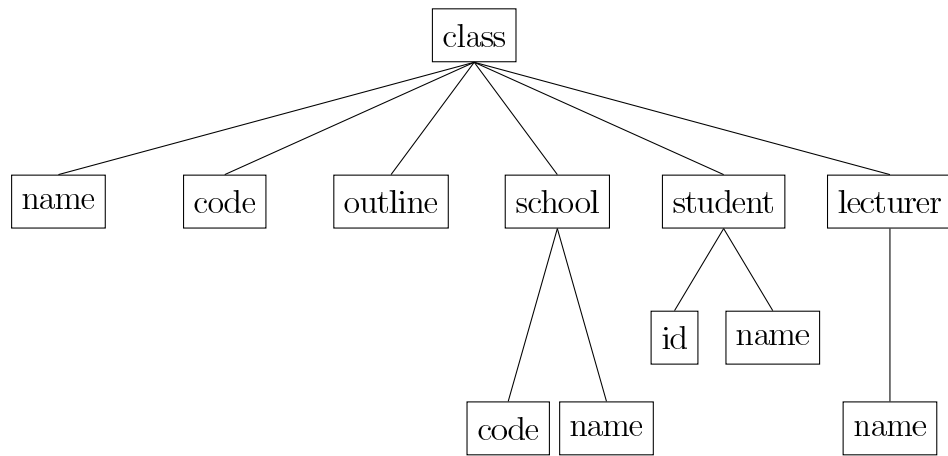 class
name
code
outline
school
student
lecturer
id
name
code
name
name